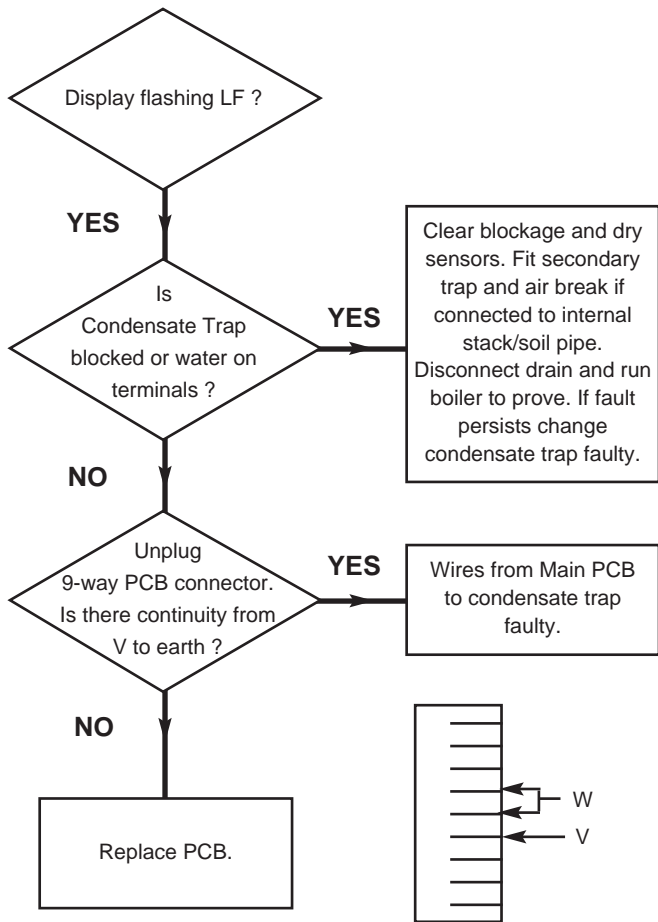 Display flashing LF ?
YES
Is
Condensate Trap
blocked or water on
terminals ?
YES
Clear blockage and dry
sensors. Fit secondary
trap and air break if
connected to internal
stack/soil pipe.
Disconnect drain and run
boiler to prove. If fault
persists change
condensate trap faulty.
NO
Unplug
9-way PCB connector.
Is there continuity from
V to earth ?
YES
Wires from Main PCB
to condensate trap
faulty.
NO
Replace PCB.
W
V